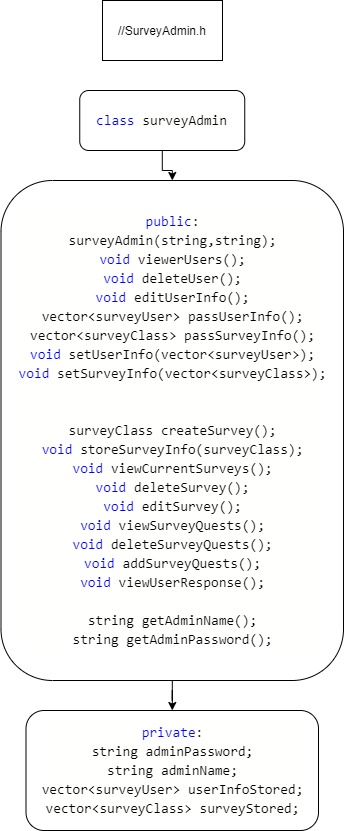 //SurveyAdmin.h
class surveyAdmin
public:
surveyAdmin(string,string);
void viewerUsers();
void deleteUser();
void editUserInfo();
vector<surveyUser> passUserInfo();
vector<surveyClass> passSurveyInfo();
void setUserInfo(vector<surveyUser>);
void setSurveyInfo(vector<surveyClass>);
surveyClass createSurvey();
void storeSurveyInfo(surveyClass);
void viewCurrentSurveys();
void deleteSurvey();
void editSurvey();
void viewSurveyQuests();
void deleteSurveyQuests();
void addSurveyQuests();
void viewUserResponse();
string getAdminName();
string getAdminPassword();
private:
string adminPassword;
string adminName;
vector<surveyUser> userInfoStored;
vector<surveyClass> surveyStored;